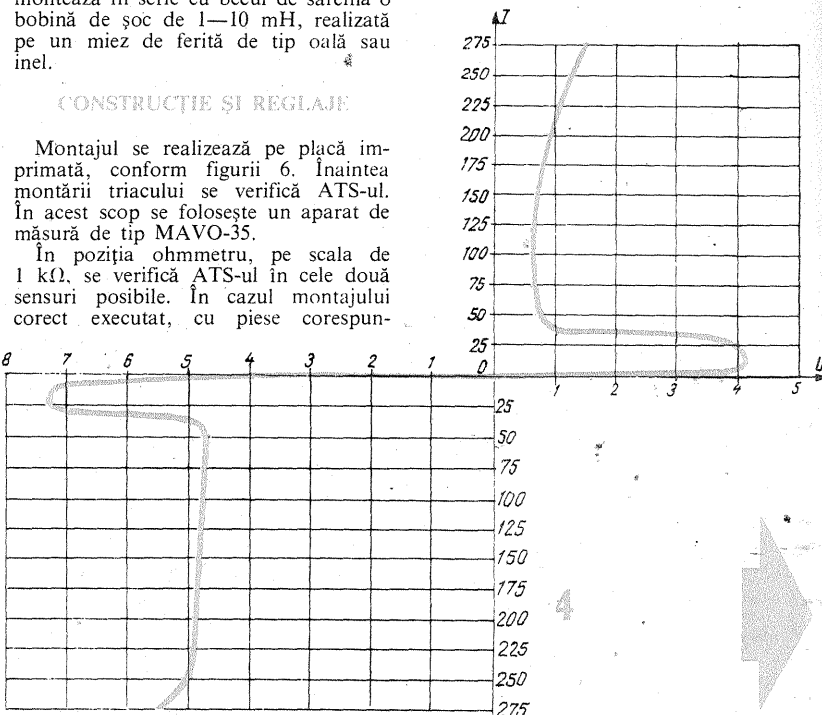 montează în serie cu becul de sarcină o
bobină de șoc de 1—10 mH, realizată
pe un miez de ferită de tip oală sau
inel.
CONSTRUCȚIE ȘI REGLAJE
Montajul se realizează pe placă im-
primată, conform figurii 6. Înaintea
montării triacului se verifică ATS-ul.
În acest scop se folosește un aparat de
măsură de tip MAVO-35.
În poziția ohmmetru, pe scala de
1 kΩ, se verifică ATS-ul în cele două
sensuri posibile. În cazul montajului
corect executat, cu piese corespun-
I
275
250
225
200
175
150
125
100
75
50
25
0
1 2 3 4 5 U
8 7 6 5 4 3 2 1
25
50
75
100
125
150
175
200
225
250
275
4